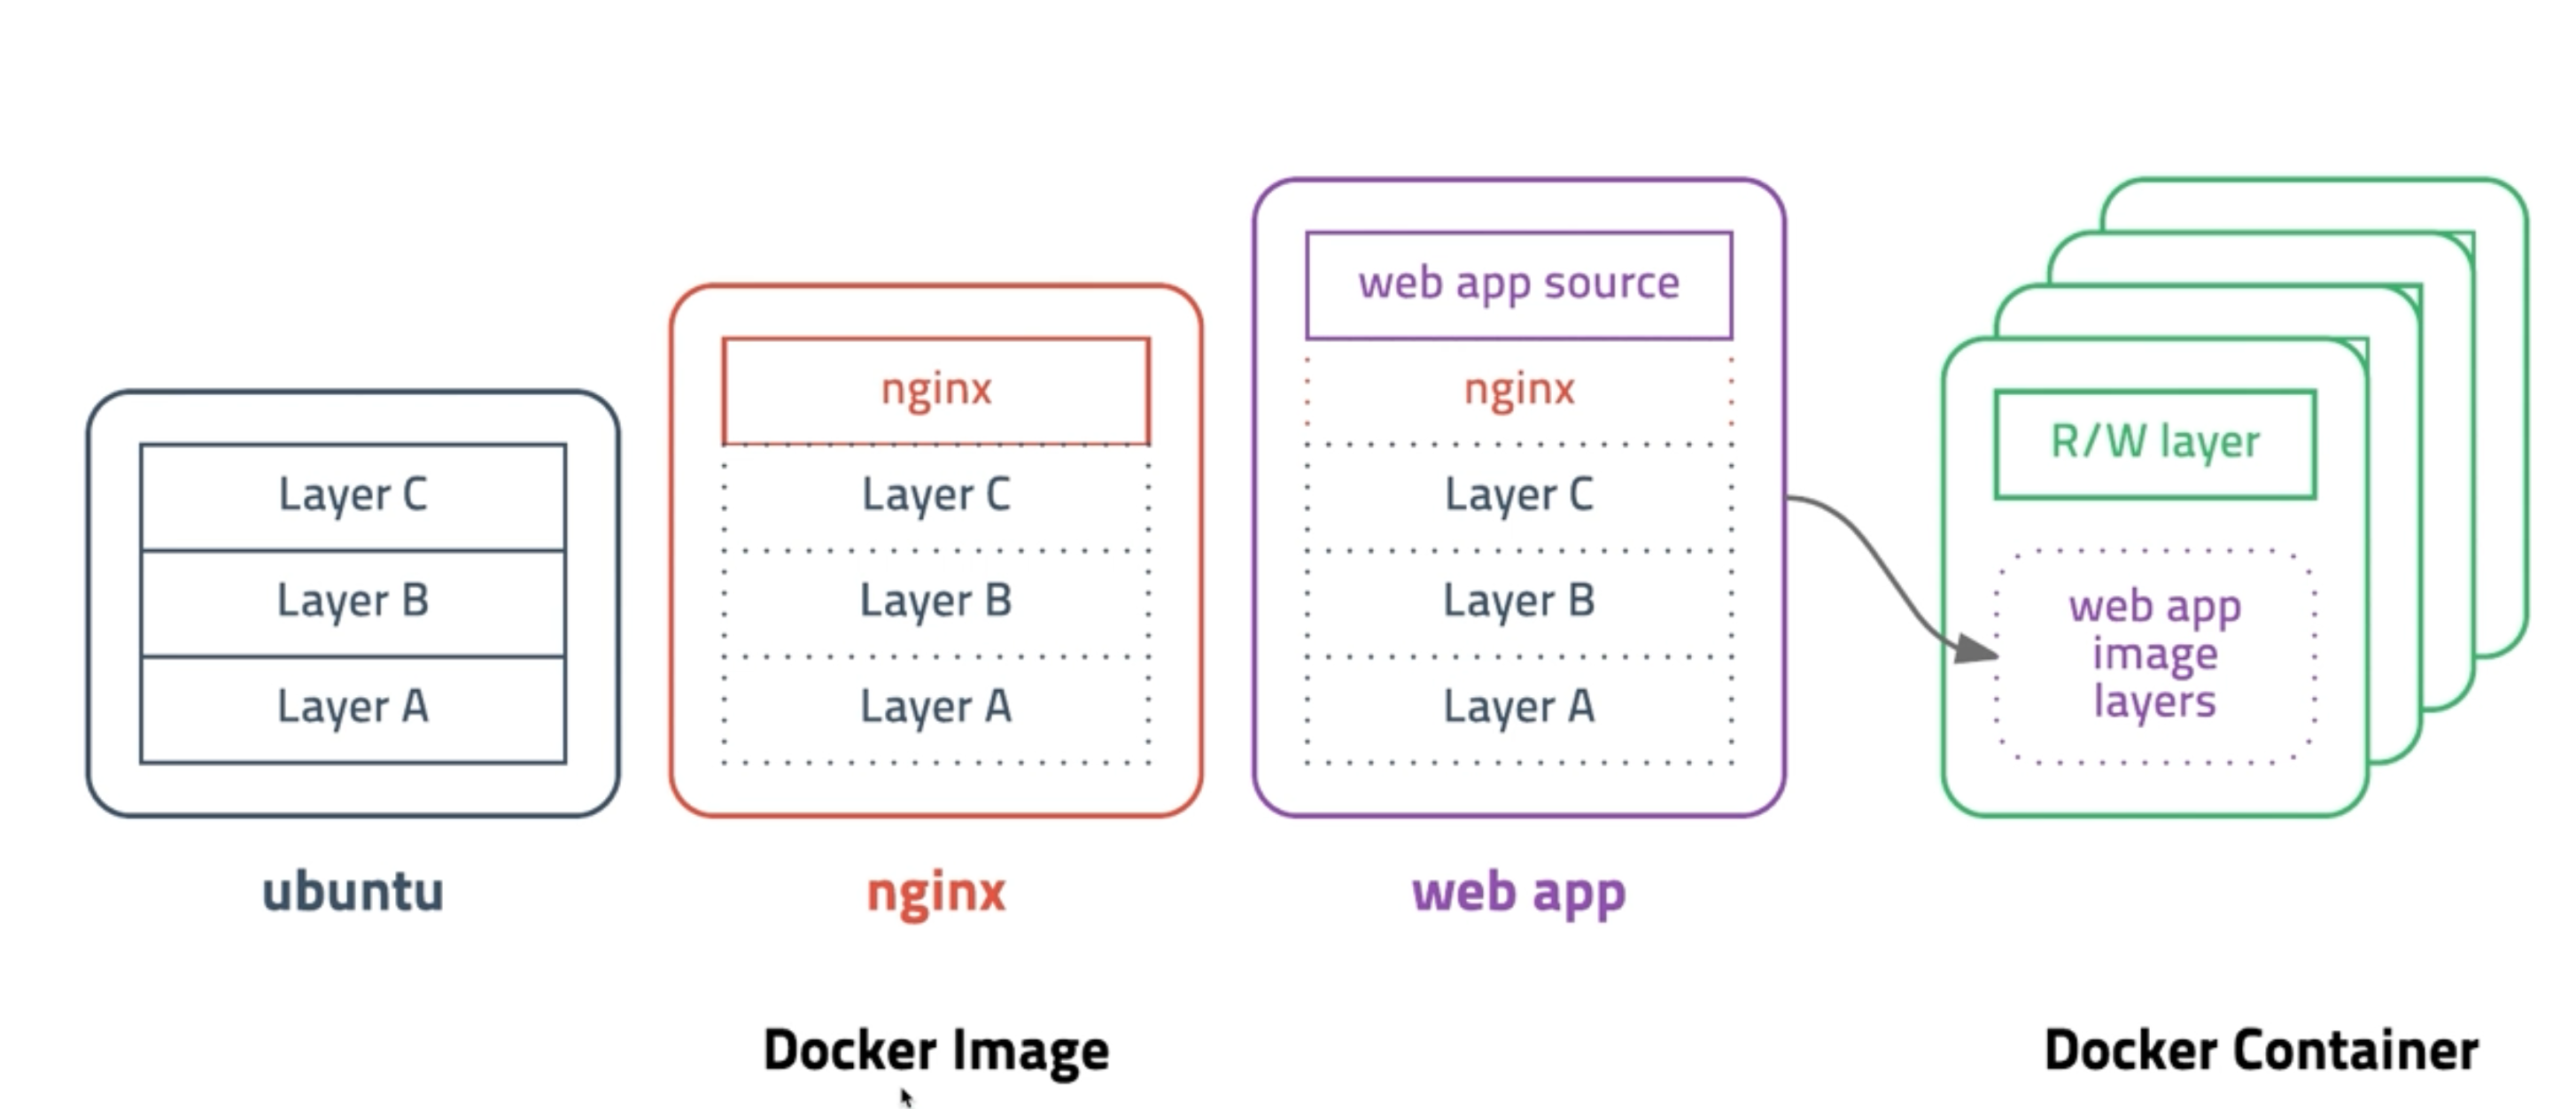 Layer C
Layer B
Layer A
ubuntu
nginx
Layer C
Layer B
Layer A
nginx
web app source
nginx
Layer C
Layer B
Layer A
web app
R/W layer
web app
image
layers
Docker Image
Docker Container